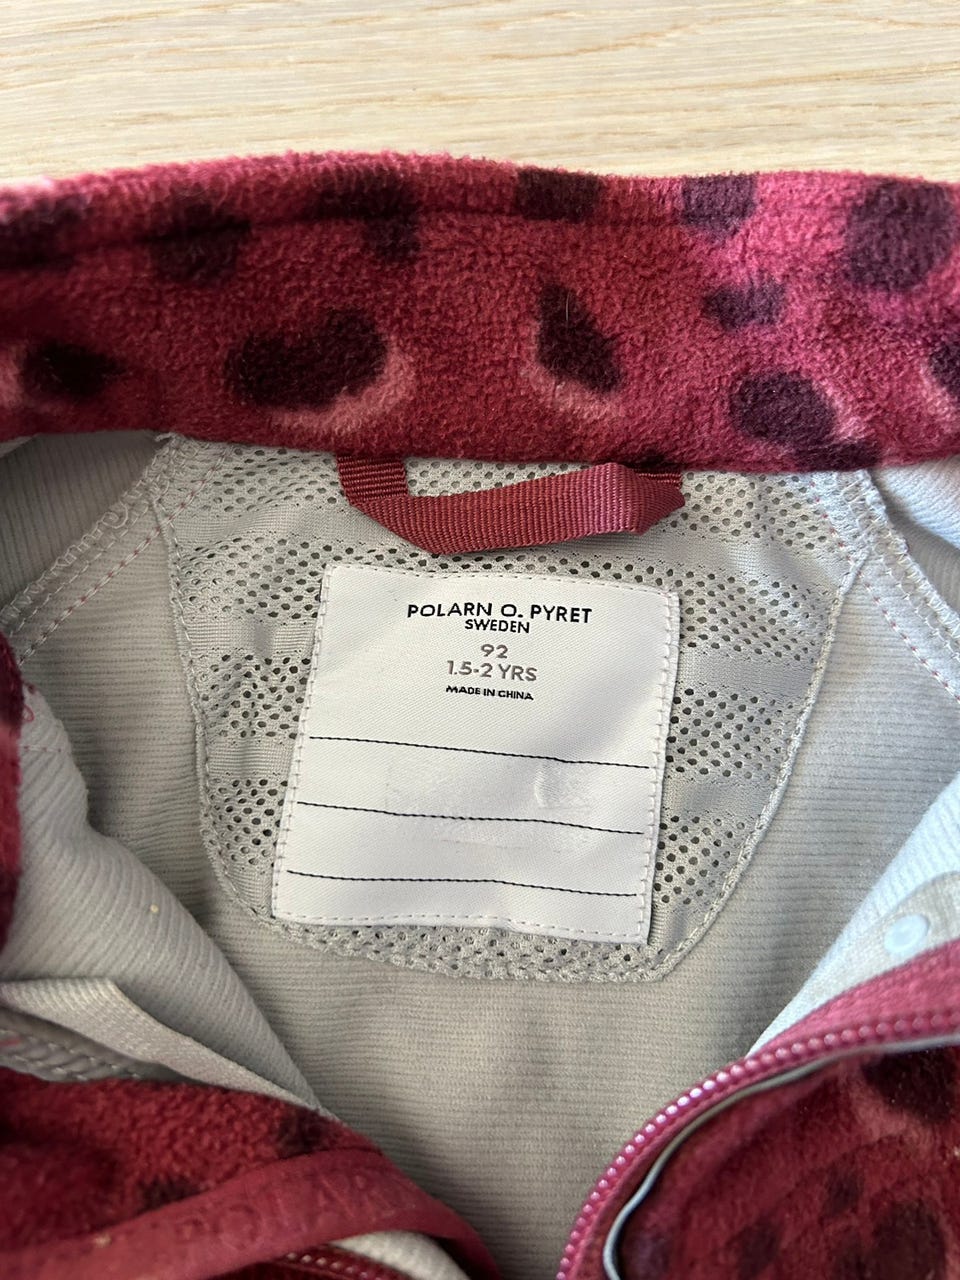 POLARN O. PYRET
SWEDEN
92
1.5-2 YRS
MADE IN CHINA